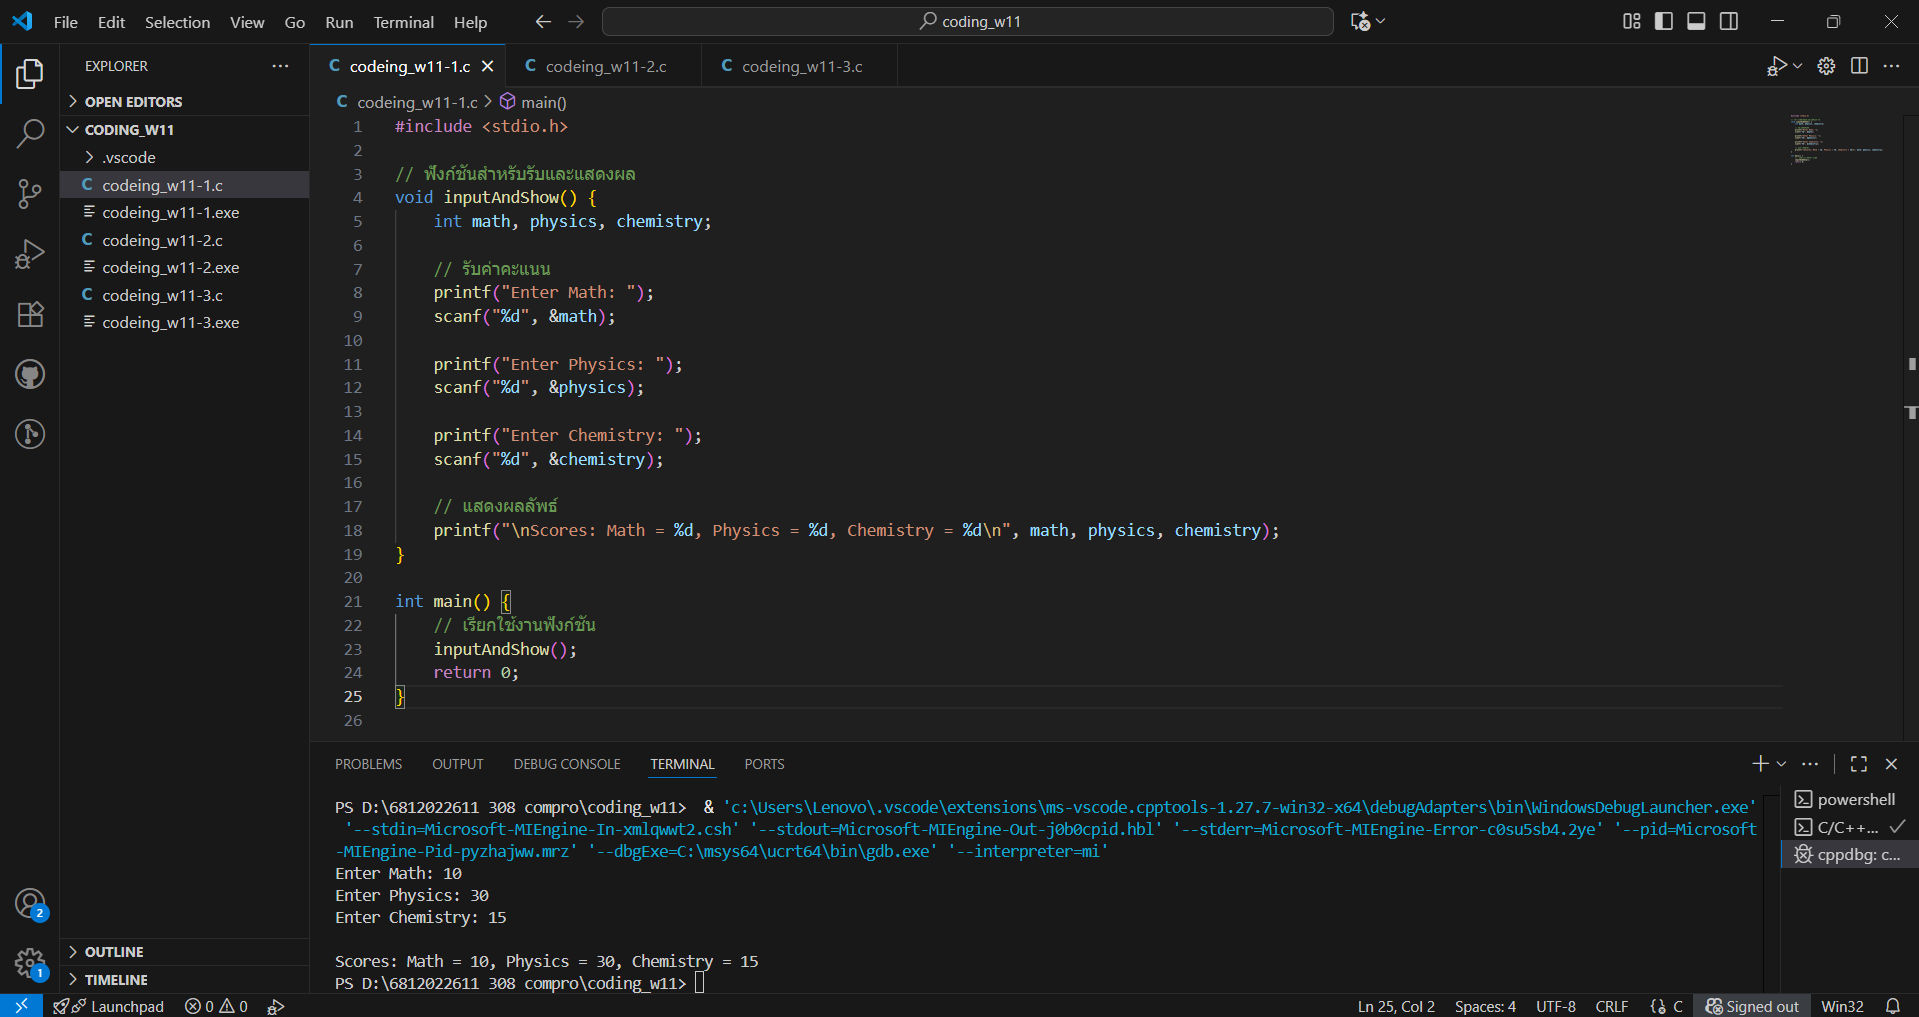 File Edit Selection View Go Run Terminal Help
coding_w11
EXPLORER
OPEN EDITORS
CODING_W11
.vscode
C codeing_w11-1.c
codeing_w11-1.exe
C codeing_w11-2.c
codeing_w11-2.exe
C codeing_w11-3.c
codeing_w11-3.exe
OUTLINE
TIMELINE
C codeing_w11-1.c C codeing_w11-2.c C codeing_w11-3.c
C codeing_w11-1.c > main()
1 #include <stdio.h>
2
3 // ฟังก์ชันสำหรับรับและแสดงผล
4 void inputAndShow() {
5 int math, physics, chemistry;
6
7 // รับค่าคะแนน
8 printf("Enter Math: ");
9 scanf("%d", &math);
10
11 printf("Enter Physics: ");
12 scanf("%d", &physics);
13
14 printf("Enter Chemistry: ");
15 scanf("%d", &chemistry);
16
17 // แสดงผลลัพธ์
18 printf("\nScores: Math = %d, Physics = %d, Chemistry = %d\n", math, physics, chemistry);
19 }
20
21 int main() {
22 // เรียกใช้งานฟังก์ชัน
23 inputAndShow();
24 return 0;
25 }
26
PROBLEMS OUTPUT DEBUG CONSOLE TERMINAL PORTS
PS D:\6812022611 308 compro\coding_w11> & 'c:\Users\Lenovo\.vscode\extensions\ms-vscode.cpptools-1.27.7-win32-x64\debugAdapters\bin\WindowsDebugLauncher.exe'
'--stdin=Microsoft-MIEngine-In-xmlqwwt2.csh' '--stdout=Microsoft-MIEngine-Out-j0b0cpid.hbl' '--stderr=Microsoft-MIEngine-Error-c0su5sb4.2ye' '--pid=Microsoft
-MIEngine-Pid-pyzhajww.mrz' '--dbgExe=C:\msys64\ucrt64\bin\gdb.exe' '--interpreter=mi'
Enter Math: 10
Enter Physics: 30
Enter Chemistry: 15
Scores: Math = 10, Physics = 30, Chemistry = 15
PS D:\6812022611 308 compro\coding_w11>
powershell
C/C++...
cppdbg: c...
2
1
Launchpad 0 0 Ln 25, Col 2 Spaces: 4 UTF-8 CRLF {} C Signed out Win32